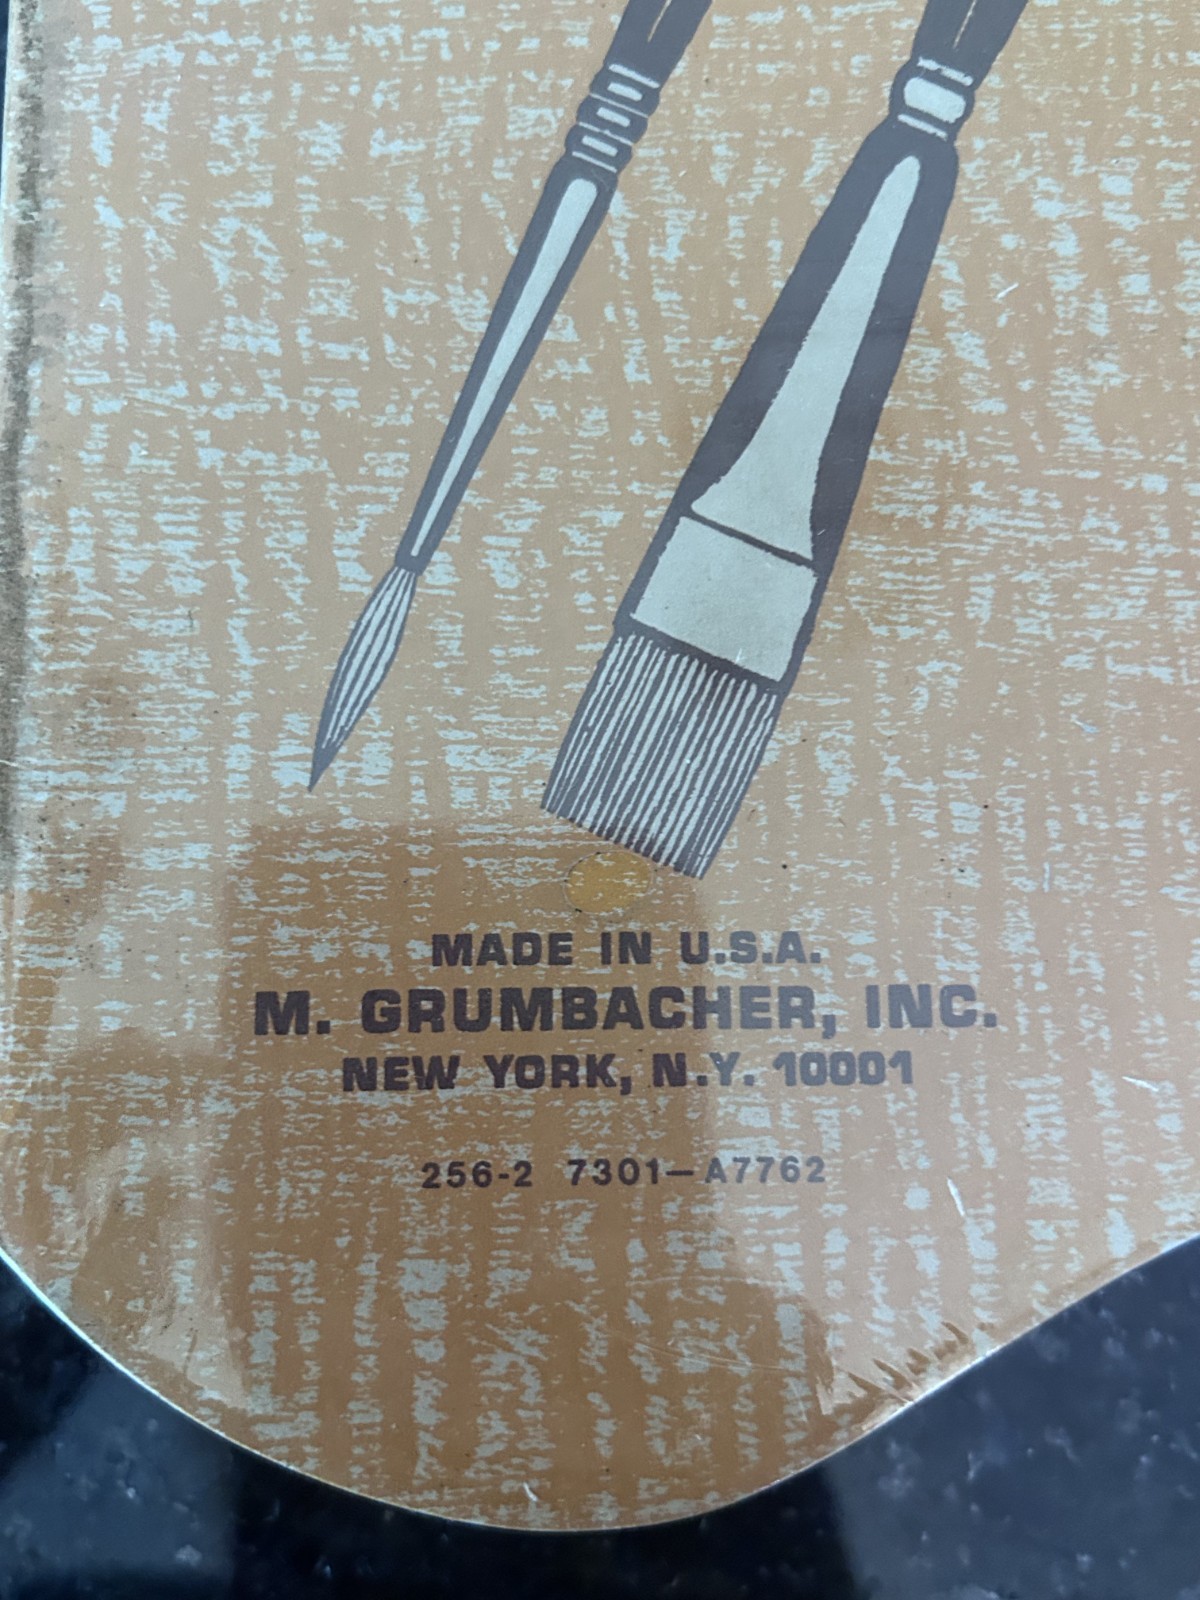 MADE IN U.S.A.
M. GRUMBACHER, INC.
NEW YORK, N.Y. 10001
256-2 7301—A7762